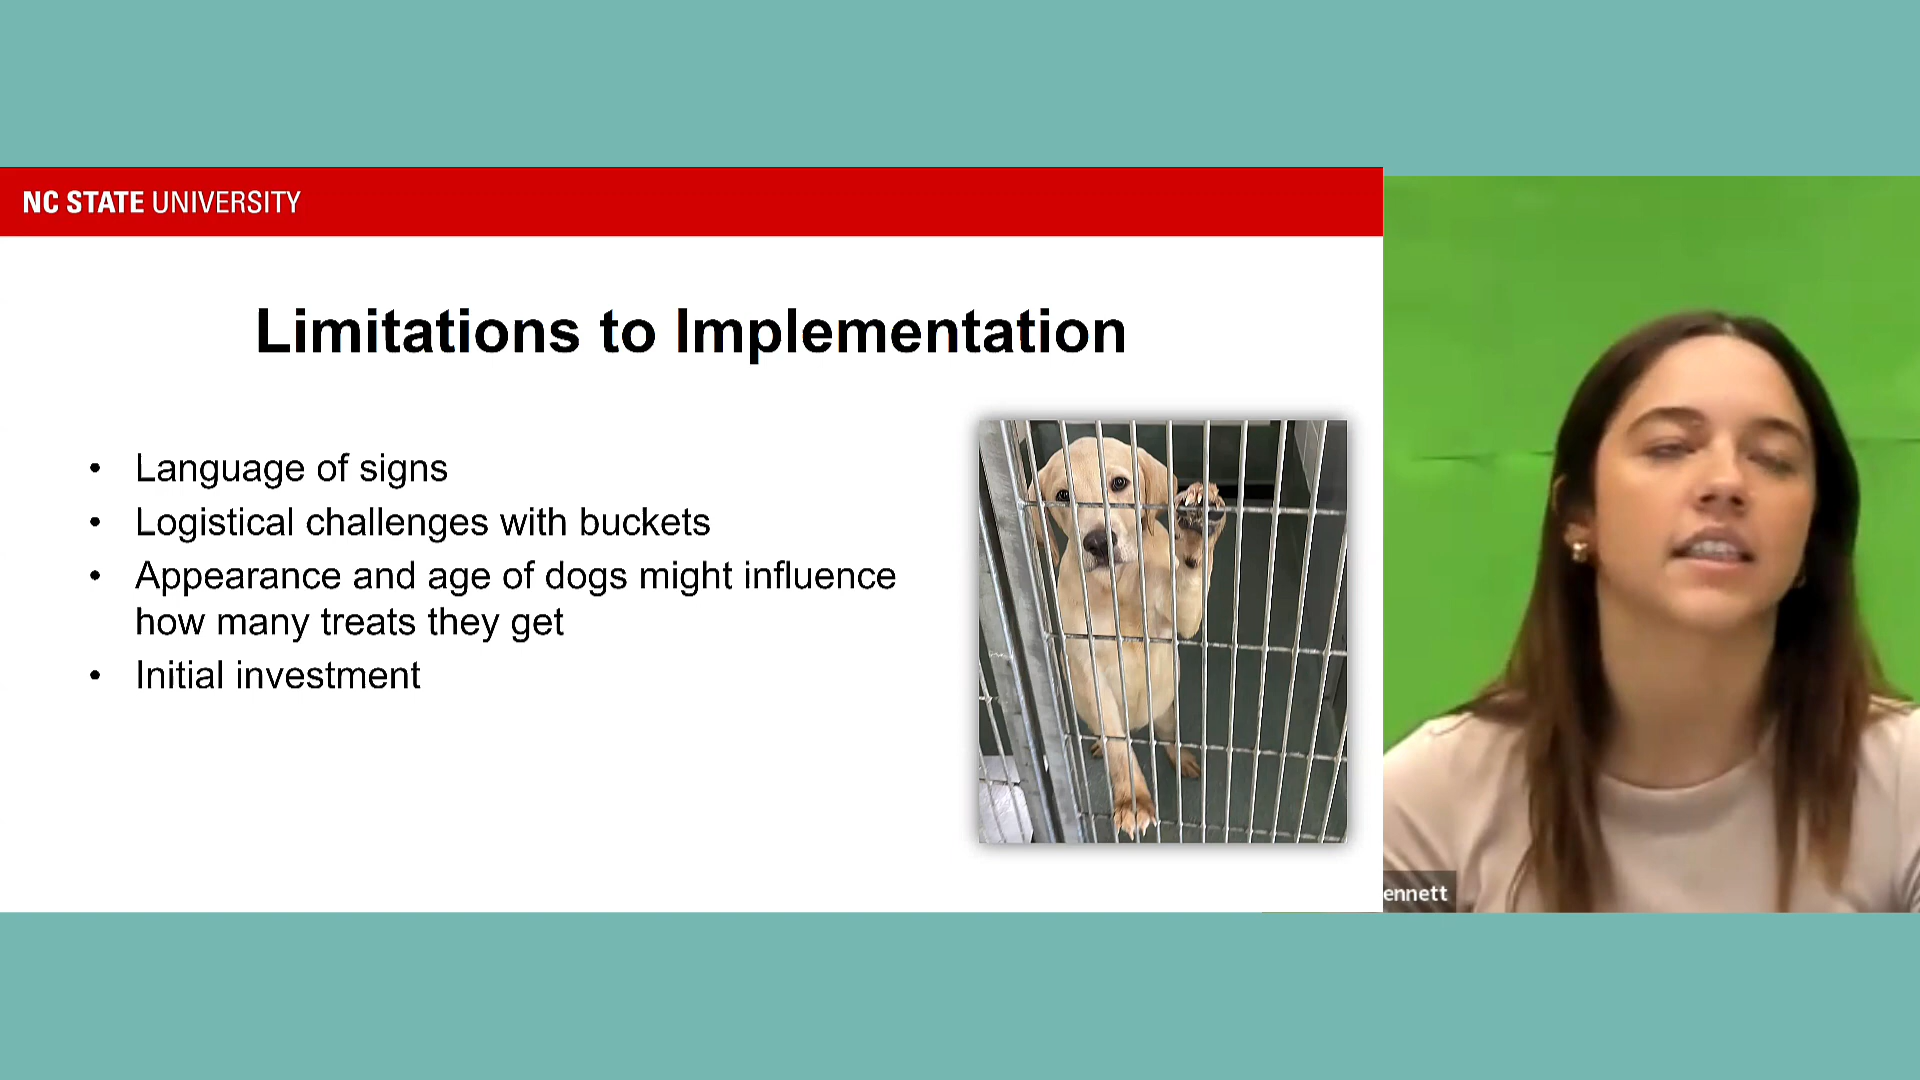 NC STATE UNIVERSITY
Limitations to Implementation
• Language of signs
• Logistical challenges with buckets
• Appearance and age of dogs might influence
how many treats they get
• Initial investment
ennett